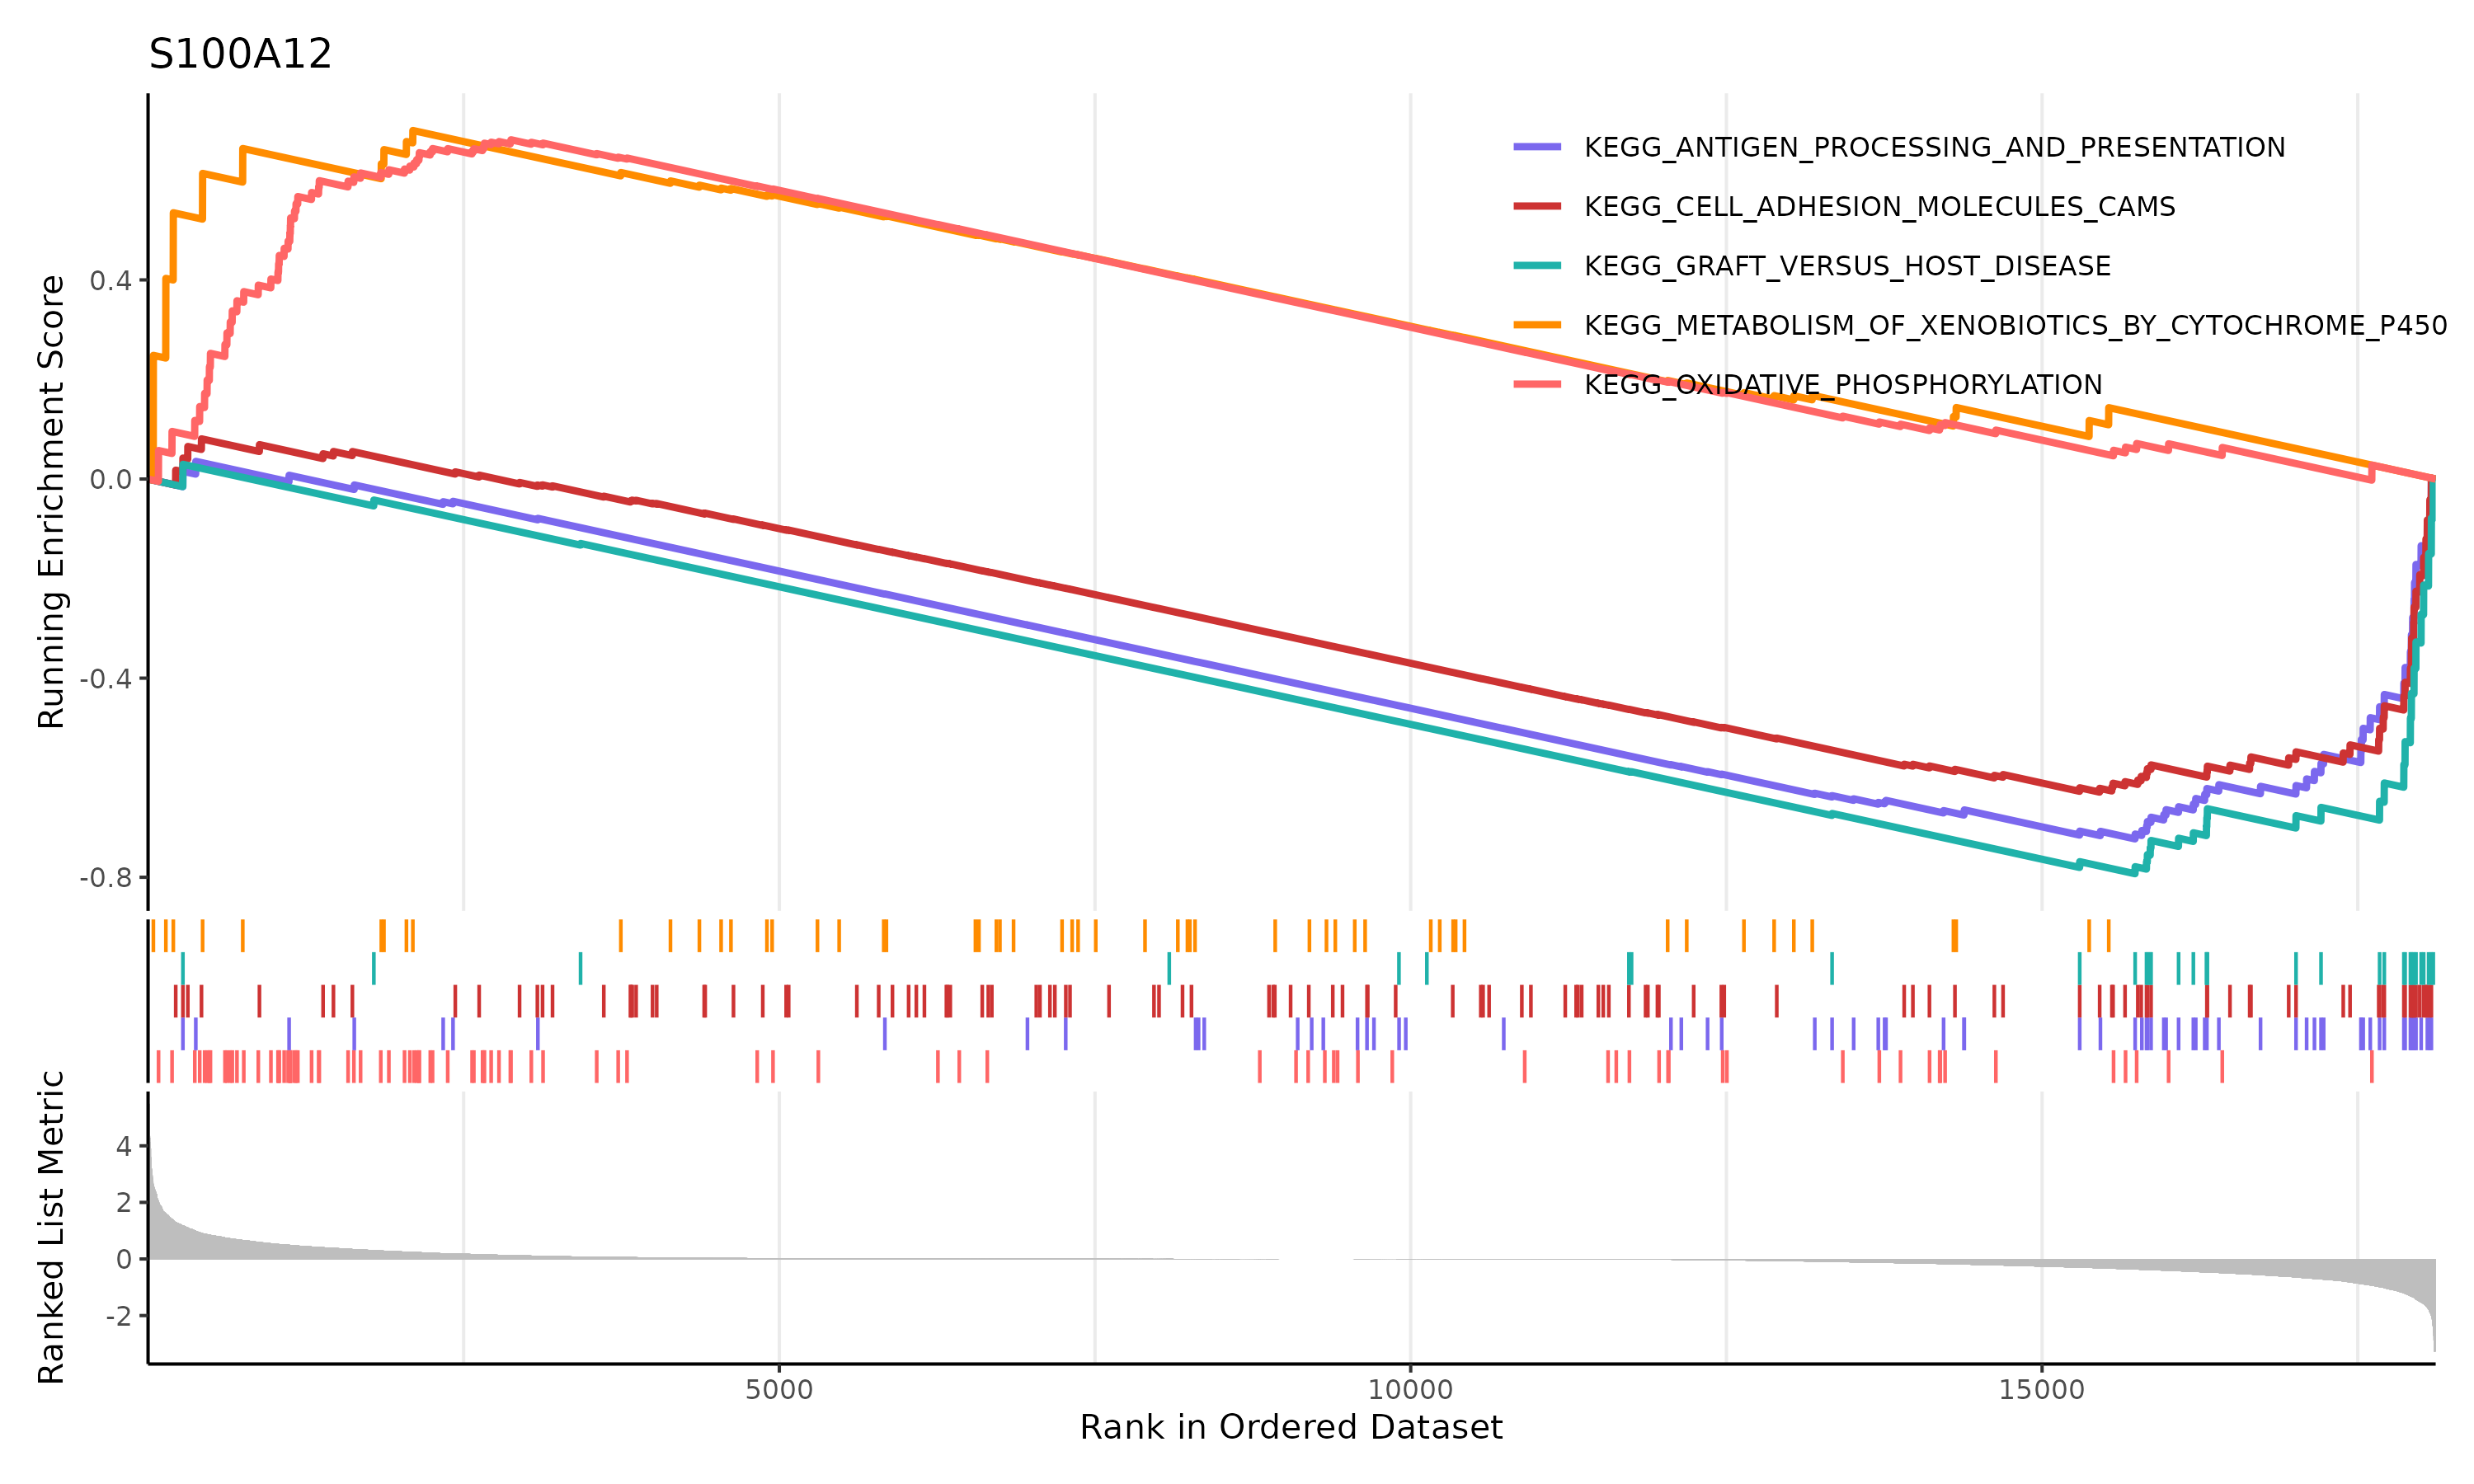 S100A12
Running Enrichment Score
0.4
0.0
-0.4
-0.8
KEGG_ANTIGEN_PROCESSING_AND_PRESENTATION
KEGG_CELL_ADHESION_MOLECULES_CAMS
KEGG_GRAFT_VERSUS_HOST_DISEASE
KEGG_METABOLISM_OF_XENOBIOTICS_BY_CYTOCHROME_P450
KEGG_OXIDATIVE_PHOSPHORYLATION
Ranked List Metric
4
2
0
-2
5000
10000
15000
Rank in Ordered Dataset